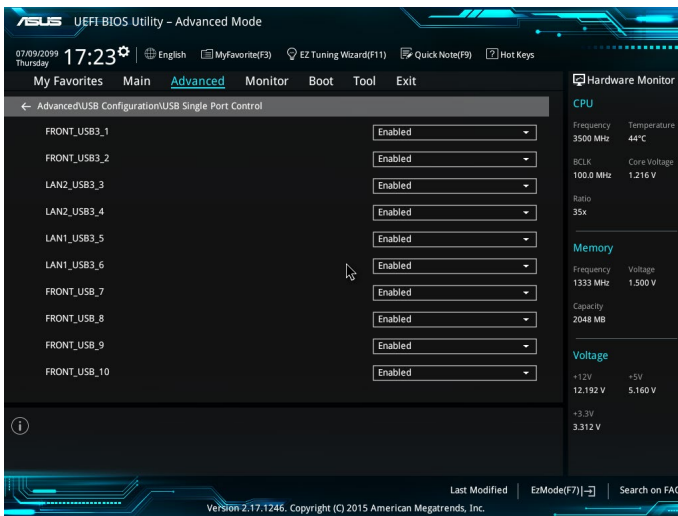 ASUS UEFI BIOS Utility – Advanced Mode
07/09/2099
Thursday
17:23
English
MyFavorite(F3)
EZ Tuning Wizard(F11)
Quick Note(F9)
? Hot Keys
My Favorites Main Advanced Monitor Boot Tool Exit
← Advanced\USB Configuration\USB Single Port Control
FRONT_USB3_1 Enabled
FRONT_USB3_2 Enabled
LAN2_USB3_3 Enabled
LAN2_USB3_4 Enabled
LAN1_USB3_5 Enabled
LAN1_USB3_6 Enabled
FRONT_USB_7 Enabled
FRONT_USB_8 Enabled
FRONT_USB_9 Enabled
FRONT_USB_10 Enabled
Hardware Monitor
CPU
Frequency Temperature
3500 MHz 44°C
BCLK Core Voltage
100.0 MHz 1.216 V
Ratio
35x
Memory
Frequency Voltage
1333 MHz 1.500 V
Capacity
2048 MB
Voltage
+12V +5V
12.192 V 5.160 V
+3.3V
3.312 V
Last Modified EzMode(F7) Search on FAQ
Version 2.17.1246. Copyright (C) 2015 American Megatrends, Inc.